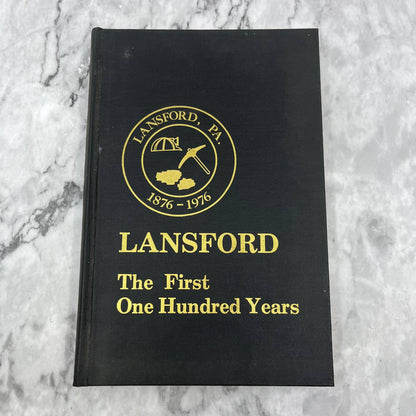 LANSFORD, PA.
1876-1976
LANSFORD
The First
One Hundred Years